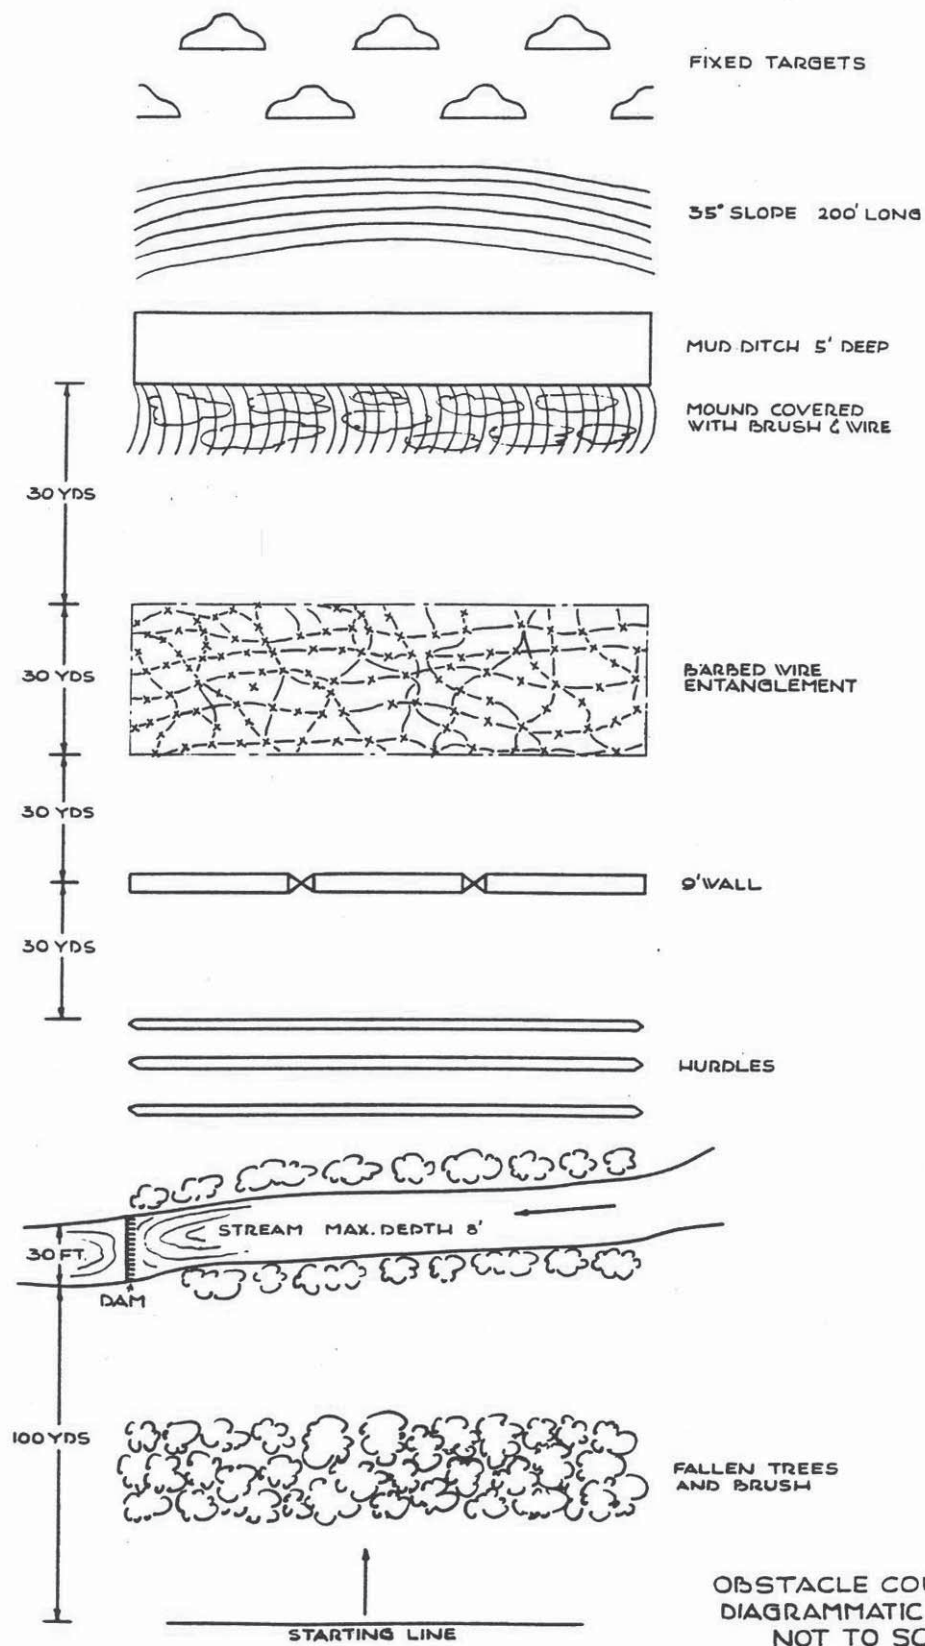 FIXED TARGETS
35° SLOPE 200' LONG
MUD DITCH 5' DEEP
MOUND COVERED
WITH BRUSH & WIRE
30 YDS
30 YDS
BARBED WIRE
ENTANGLEMENT
30 YDS
9' WALL
30 YDS
HURDLES
STREAM MAX. DEPTH 8'
30 FT.
DAM
100 YDS
FALLEN TREES
AND BRUSH
STARTING LINE
OBSTACLE COU
DIAGRAMMATIC
NOT TO SC